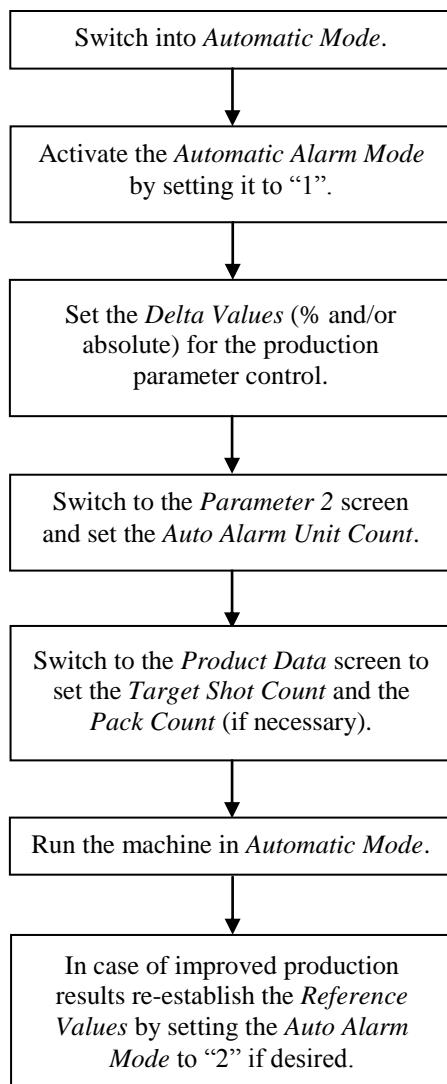 Switch into Automatic Mode.
Activate the Automatic Alarm Mode
by setting it to “1”.
Set the Delta Values (% and/or
absolute) for the production
parameter control.
Switch to the Parameter 2 screen
and set the Auto Alarm Unit Count.
Switch to the Product Data screen to
set the Target Shot Count and the
Pack Count (if necessary).
Run the machine in Automatic Mode.
In case of improved production
results re-establish the Reference
Values by setting the Auto Alarm
Mode to “2” if desired.